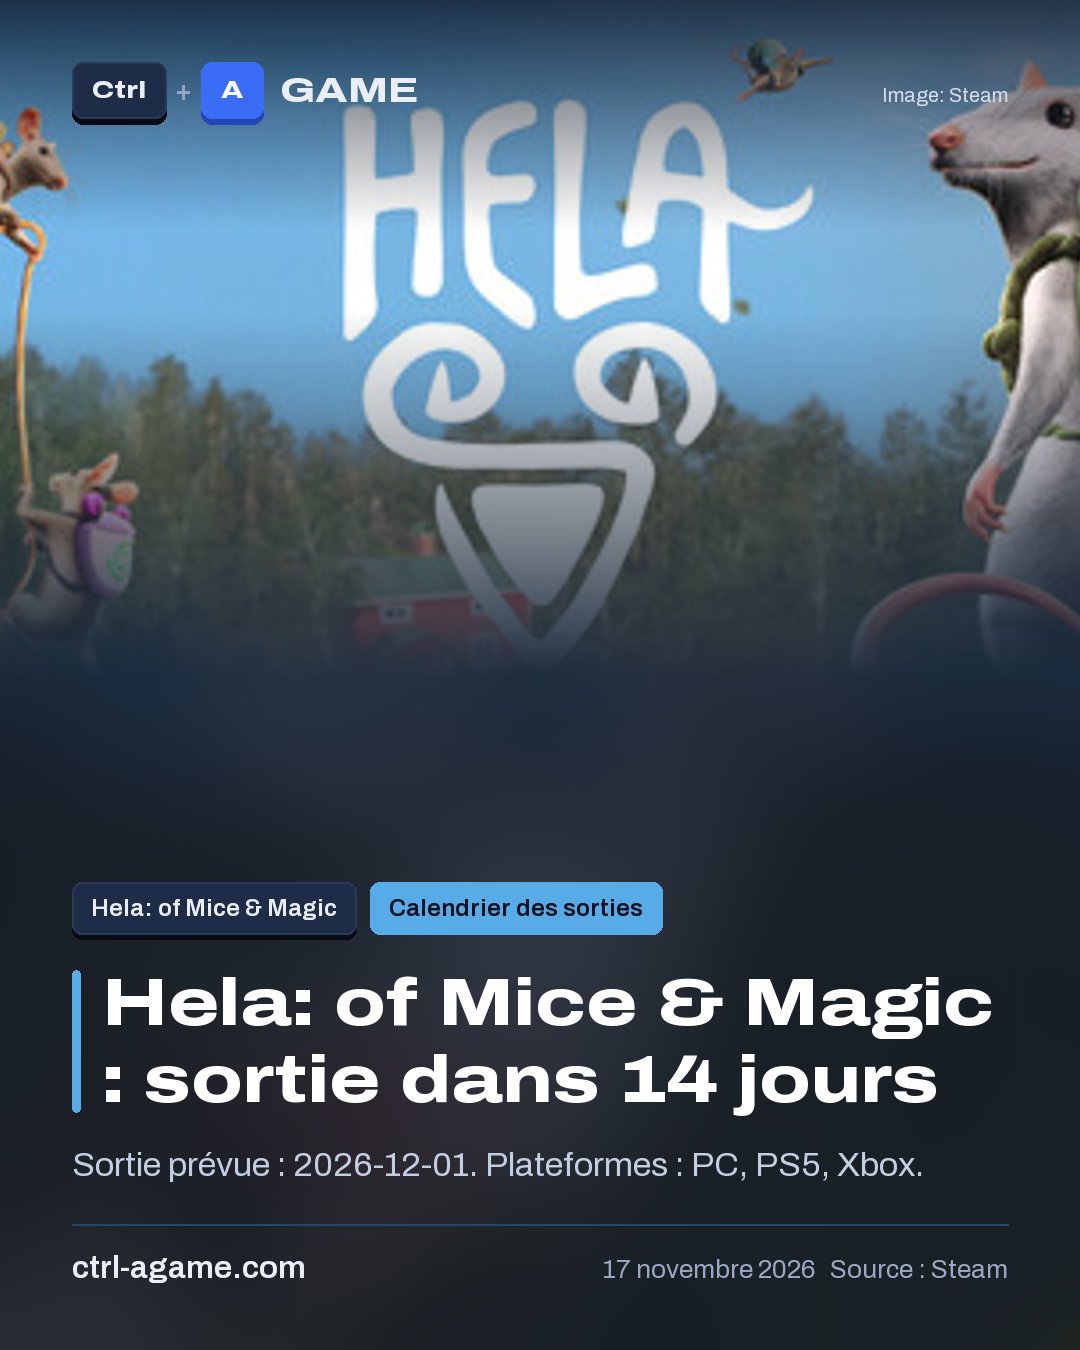 Ctrl + A GAME
Image: Steam
HELA
Hela: of Mice & Magic
Calendrier des sorties
Hela: of Mice & Magic
: sortie dans 14 jours
Sortie prévue : 2026-12-01. Plateformes : PC, PS5, Xbox.
ctrl-agame.com
17 novembre 2026 Source : Steam